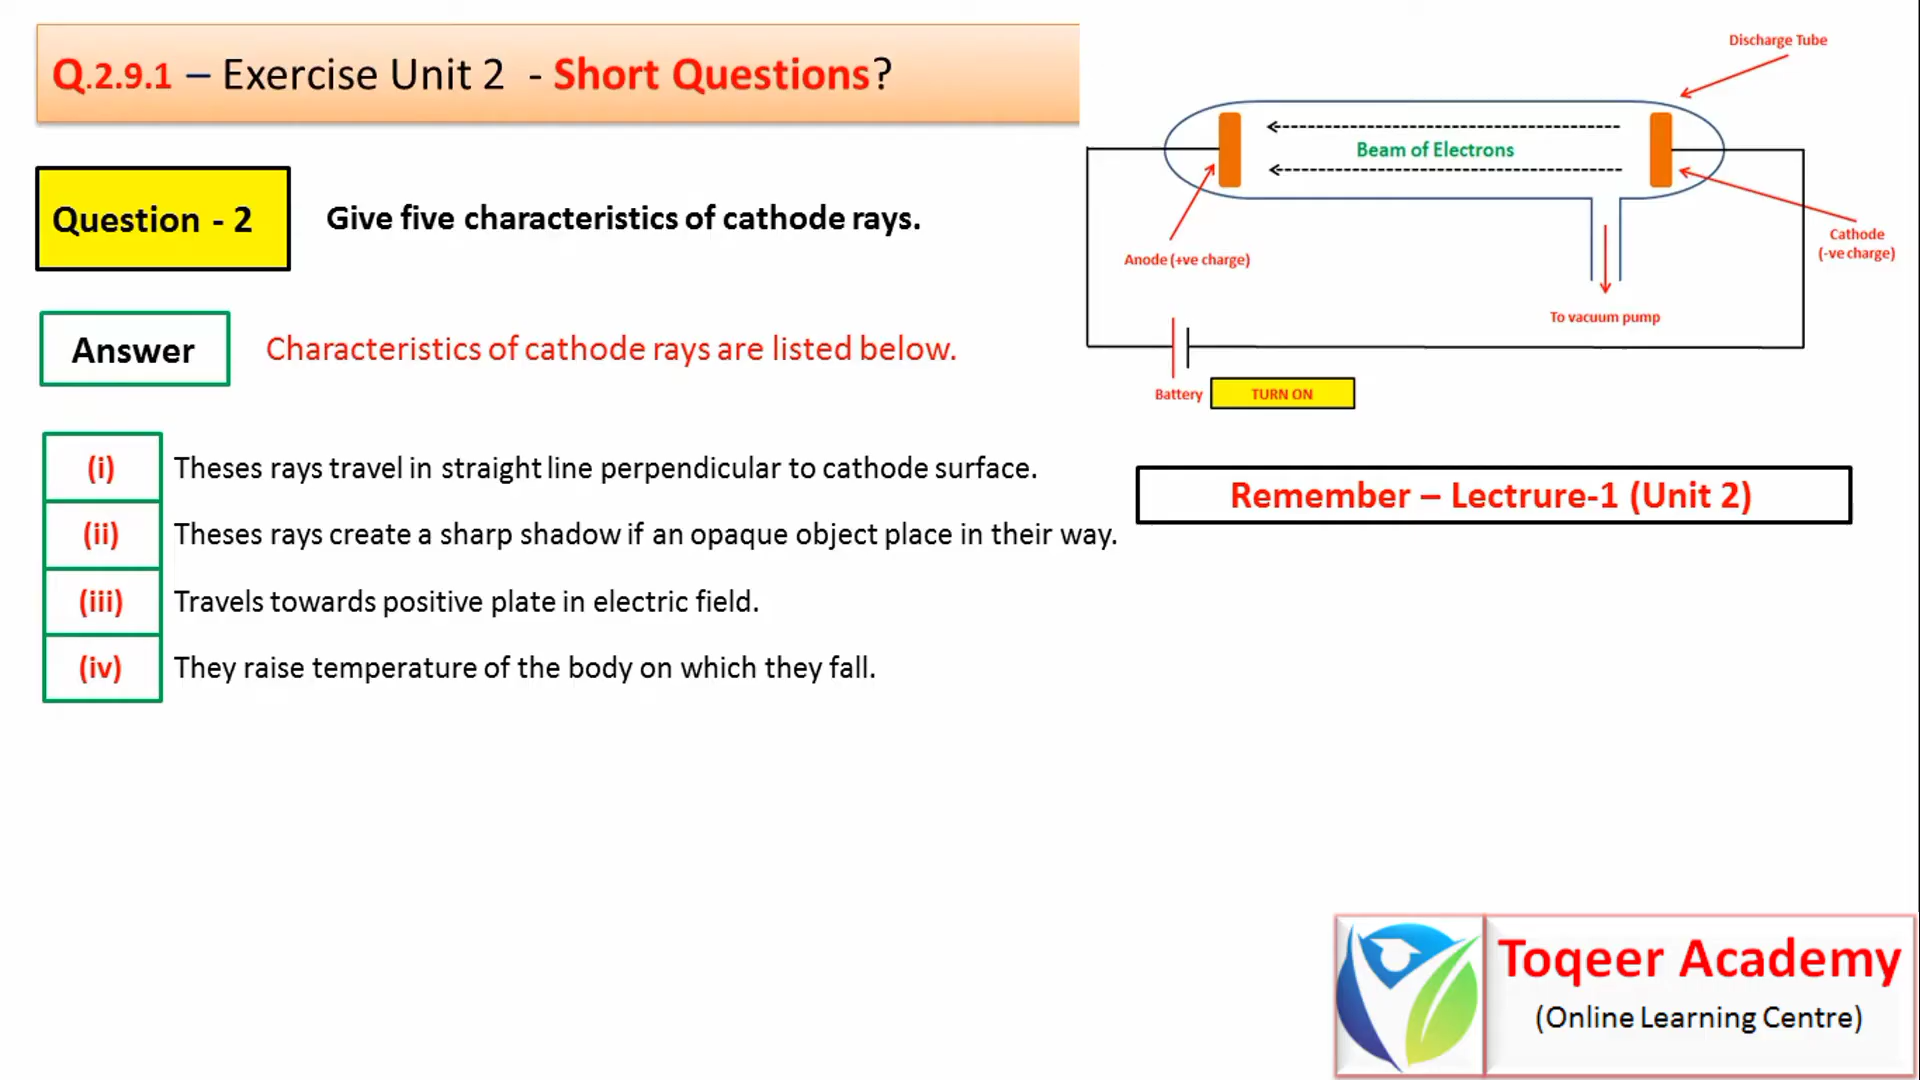 Q.2.9.1 – Exercise Unit 2 - Short Questions?
Discharge Tube
Beam of Electrons
Anode (+ve charge)
Cathode
(-ve charge)
To vacuum pump
Battery
TURN ON
Question - 2
Give five characteristics of cathode rays.
Answer
Characteristics of cathode rays are listed below.
(i) Theses rays travel in straight line perpendicular to cathode surface.
(ii) Theses rays create a sharp shadow if an opaque object place in their way.
(iii) Travels towards positive plate in electric field.
(iv) They raise temperature of the body on which they fall.
Remember – Lectrure-1 (Unit 2)
Toqeer Academy
(Online Learning Centre)